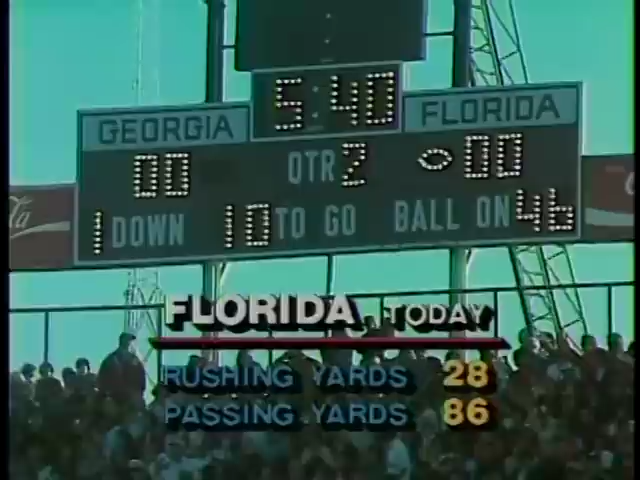 5:40
GEORGIA FLORIDA
00 QTR 2 00
1 DOWN 10 TO GO BALL ON 46
FLORIDA TODAY
RUSHING YARDS 28
PASSING YARDS 86